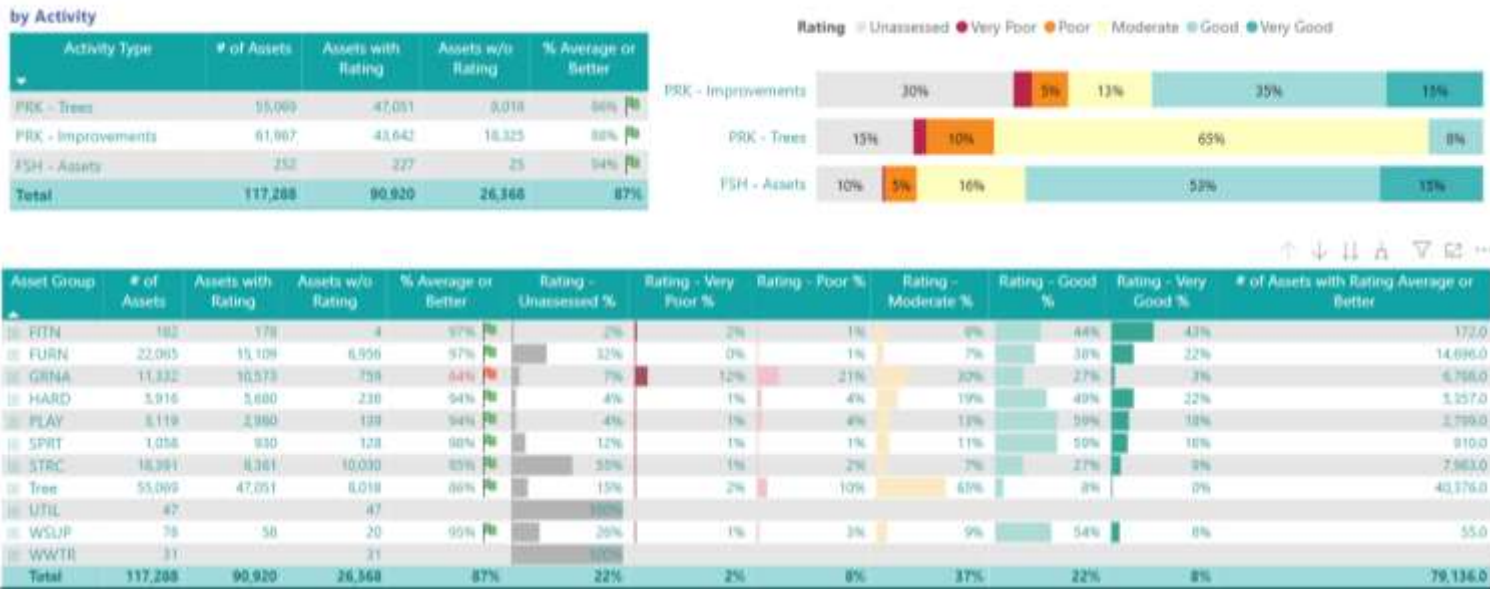 by Activity
Activity Type # of Assets Assets with Rating Assets w/o Rating % Average or Better
PRK - Trees 55,069 47,051 8,018 86%
PRK - Improvements 61,967 43,642 18,325 88%
FSH - Assets 252 227 25 94%
Total 117,288 90,920 26,368 87%
Rating Unassessed Very Poor Poor Moderate Good Very Good
PRK - Improvements 30% 5% 13% 35% 15%
PRK - Trees 15% 10% 65% 8%
FSH - Assets 10% 5% 16% 53% 15%
Asset Group # of Assets Assets with Rating Assets w/o Rating % Average or Better Rating - Unassessed % Rating - Very Poor % Rating - Poor % Rating - Moderate % Rating - Good % Rating - Very Good % # of Assets with Rating Average or Better
FITN 182 178 4 97% 2% 2% 1% 44% 43% 172.0
FURN 22,065 15,109 6,956 97% 32% 0% 1% 7% 38% 22% 14,696.0
GRNA 11,332 10,573 759 64% 7% 12% 21% 30% 27% 3%
HARD 5,916 5,680 236 94% 4% 1% 4% 19% 49% 22% 5,357.0
PLAY 3,119 2,980 139 94% 4% 1% 4% 13% 59% 18% 2,799.0
SPRT 1,058 930 128 98% 12% 1% 1% 11% 59% 16% 910.0
STRC 18,391 8,361 10,030 95% 55% 1% 2% 7% 27% 9%
Tree 55,069 47,051 8,018 86% 15% 2% 10% 65% 8% 0% 40,376.0
UTIL 47 47 100%
WSUP 78 58 20 95% 26% 1% 3% 9% 54% 55.0
WWTR 31 31 100%
Total 117,288 90,920 26,368 87% 22% 2% 8% 37% 22% 8% 79,136.0